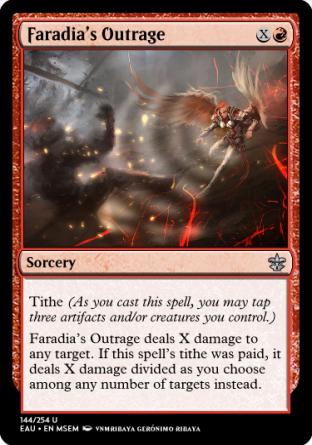 Faradia's Outrage X
Sorcery
Tithe (As you cast this spell, you may tap
three artifacts and/or creatures you control.)
Faradia's Outrage deals X damage to
any target. If this spell's tithe was paid, it
deals X damage divided as you choose
among any number of targets instead.
144/254 U
EAU • EN MSEM VNMRIBAYA GERÓNIMO RIBAYA